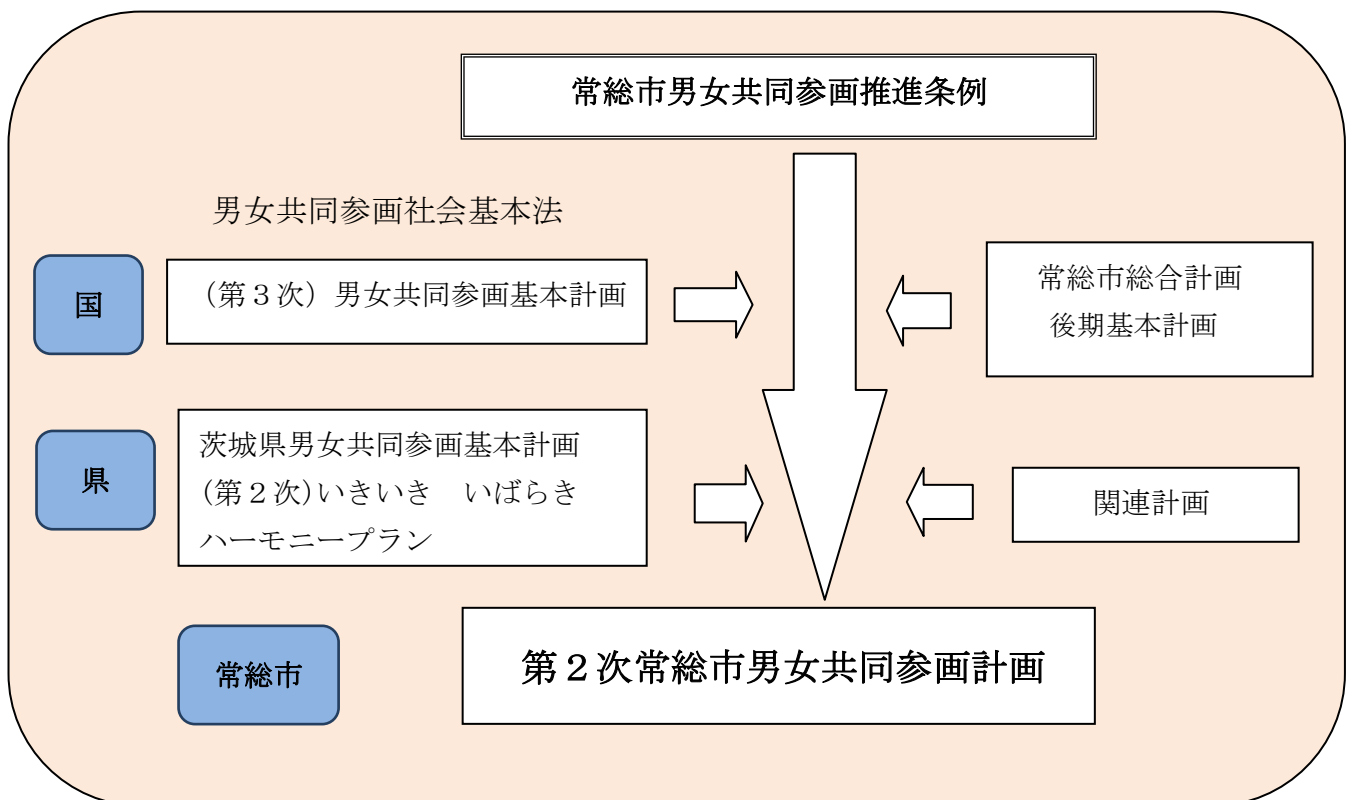 常総市男女共同参画推進条例
男女共同参画社会基本法
国
（第３次）男女共同参画基本計画
常総市総合計画
後期基本計画
県
茨城県男女共同参画基本計画
(第２次)いきいき　いばらき
ハーモニープラン
関連計画
常総市
第２次常総市男女共同参画計画